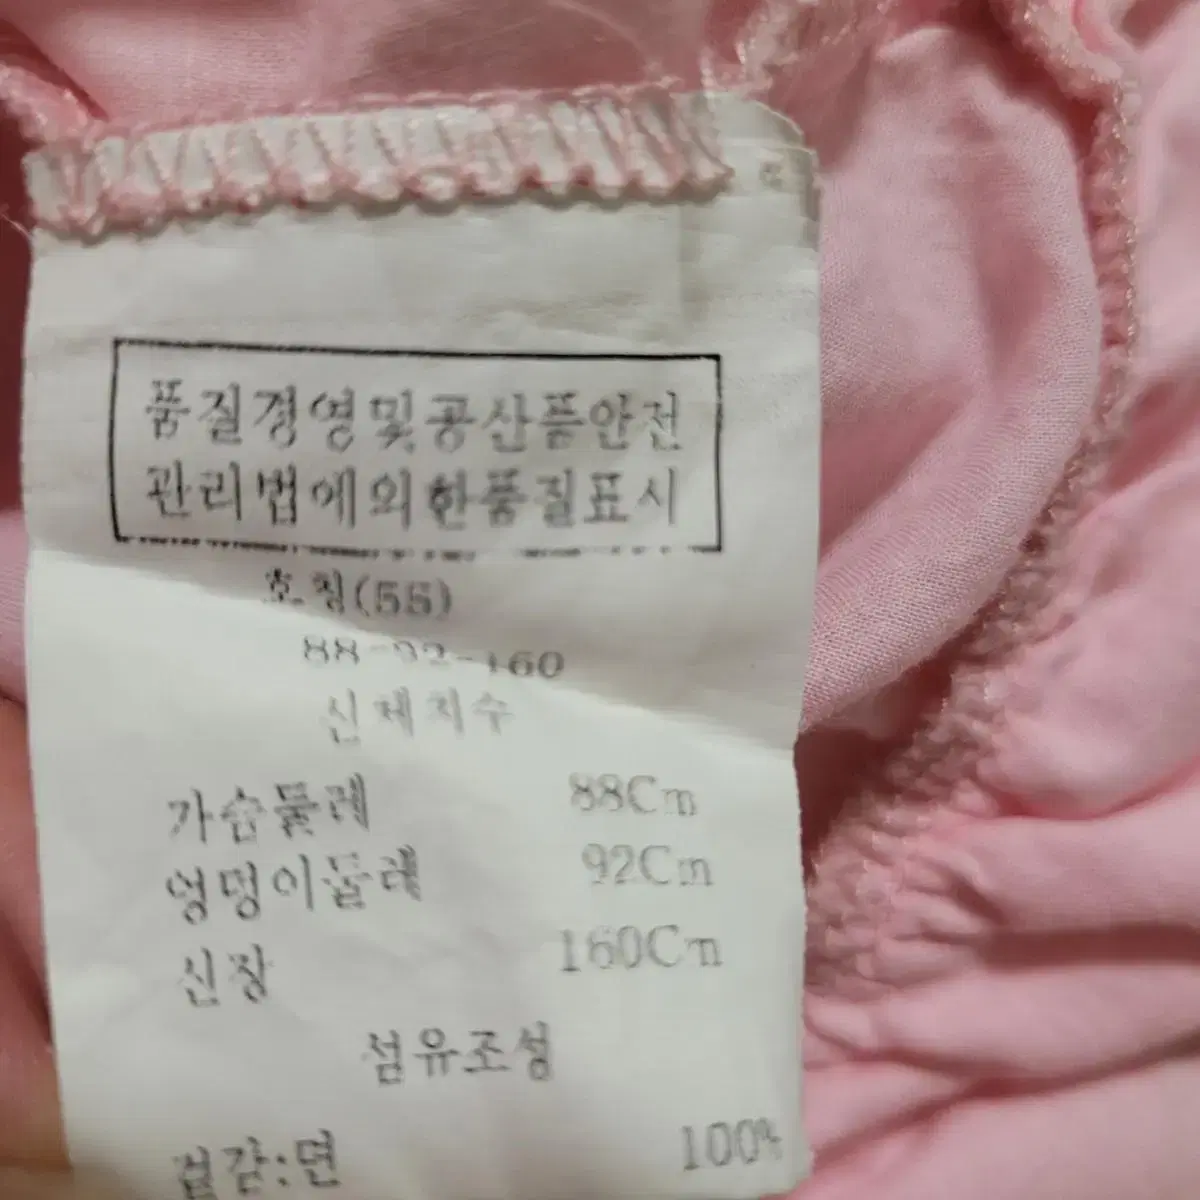 품질경영및공산품안전
관리법에의한품질표시
호칭(55)
88-92-160
신체치수
가슴둘레 88Cm
엉덩이둘레 92Cm
신장 160Cm
섬유조성
겉감:면 100%